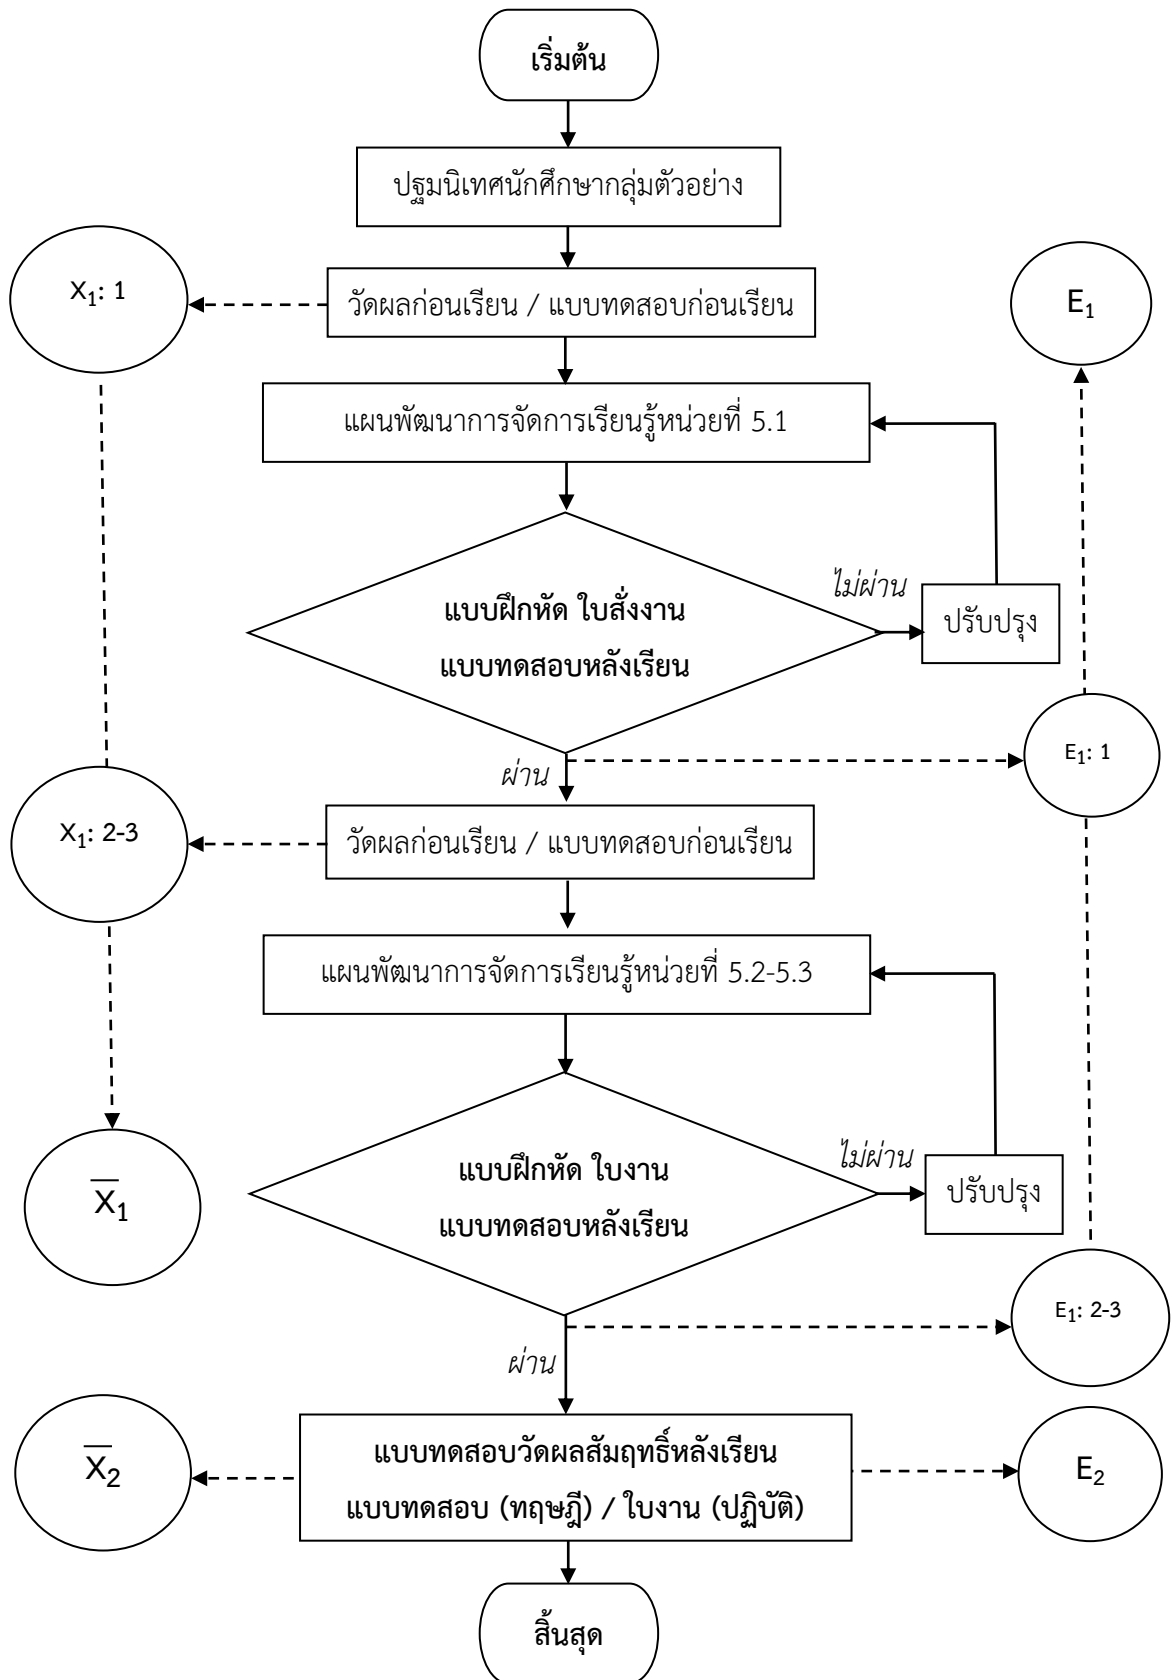 เริ่มต้น
ปฐมนิเทศนักศึกษากลุ่มตัวอย่าง
X₁: 1
วัดผลก่อนเรียน / แบบทดสอบก่อนเรียน
E₁
แผนพัฒนาการจัดการเรียนรู้หน่วยที่ 5.1
แบบฝึกหัด ใบสั่งงาน
แบบทดสอบหลังเรียน
ไม่ผ่าน
ปรับปรุง
ผ่าน
E₁: 1
X₁: 2-3
วัดผลก่อนเรียน / แบบทดสอบก่อนเรียน
แผนพัฒนาการจัดการเรียนรู้หน่วยที่ 5.2-5.3
X̅₁
แบบฝึกหัด ใบงาน
แบบทดสอบหลังเรียน
ไม่ผ่าน
ปรับปรุง
E₁: 2-3
ผ่าน
X̅₂
แบบทดสอบวัดผลสัมฤทธิ์หลังเรียน
แบบทดสอบ (ทฤษฎี) / ใบงาน (ปฏิบัติ)
E₂
สิ้นสุด